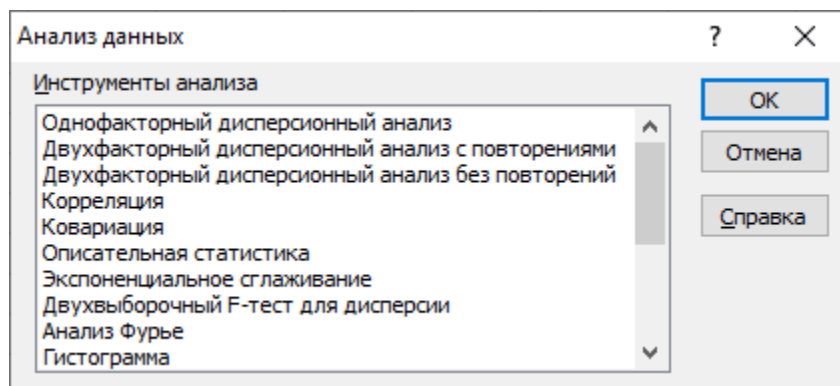 Анализ данных
?
Инструменты анализа
Однофакторный дисперсионный анализ
Двухфакторный дисперсионный анализ с повторениями
Двухфакторный дисперсионный анализ без повторений
Корреляция
Ковариация
Описательная статистика
Экспоненциальное сглаживание
Двухвыборочный F-тест для дисперсии
Анализ Фурье
Гистограмма
ОК
Отмена
Справка